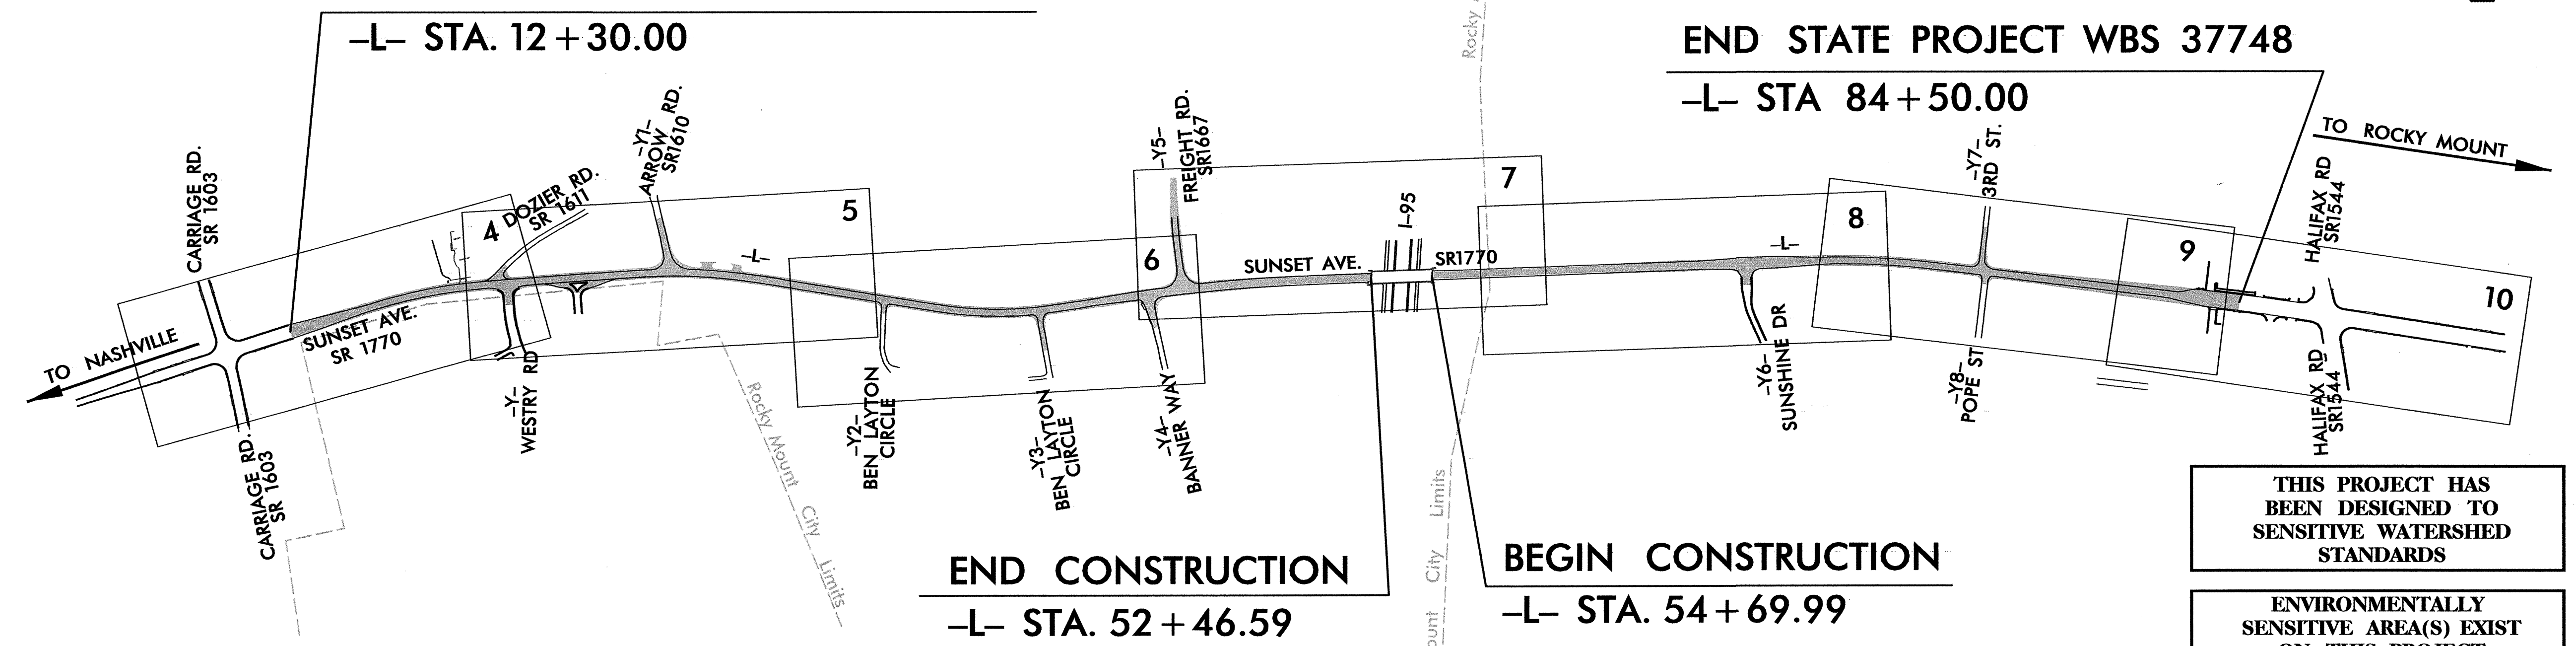 -L- STA. 12+30.00
END STATE PROJECT WBS 37748
-L- STA 84+50.00
TO ROCKY MOUNT
TO NASHVILLE
CARRIAGE RD.
SR 1603
CARRIAGE RD.
SR 1603
SUNSET AVE.
SR 1770
4
DOZIER RD.
SR 1611
-Y-
WESTRY RD
-Y1-
ARROW RD.
SR1610
-L-
5
Rocky Mount City Limits
-Y2-
BEN LAYTON
CIRCLE
-Y3-
BEN LAYTON
CIRCLE
6
-Y4-
BANNER WAY
-Y5-
FREIGHT RD.
SR1667
SUNSET AVE.
I-95
SR1770
7
Rocky
City Limits
-L-
8
-Y6-
SUNSHINE DR
-Y7-
3RD ST.
-Y8-
POPE ST
9
-L-
HALIFAX RD
SR1544
HALIFAX RD
SR1544
10
END CONSTRUCTION
-L- STA. 52+46.59
BEGIN CONSTRUCTION
-L- STA. 54+69.99
THIS PROJECT HAS
BEEN DESIGNED TO
SENSITIVE WATERSHED
STANDARDS
ENVIRONMENTALLY
SENSITIVE AREA(S) EXIST
ON THIS PROJECT